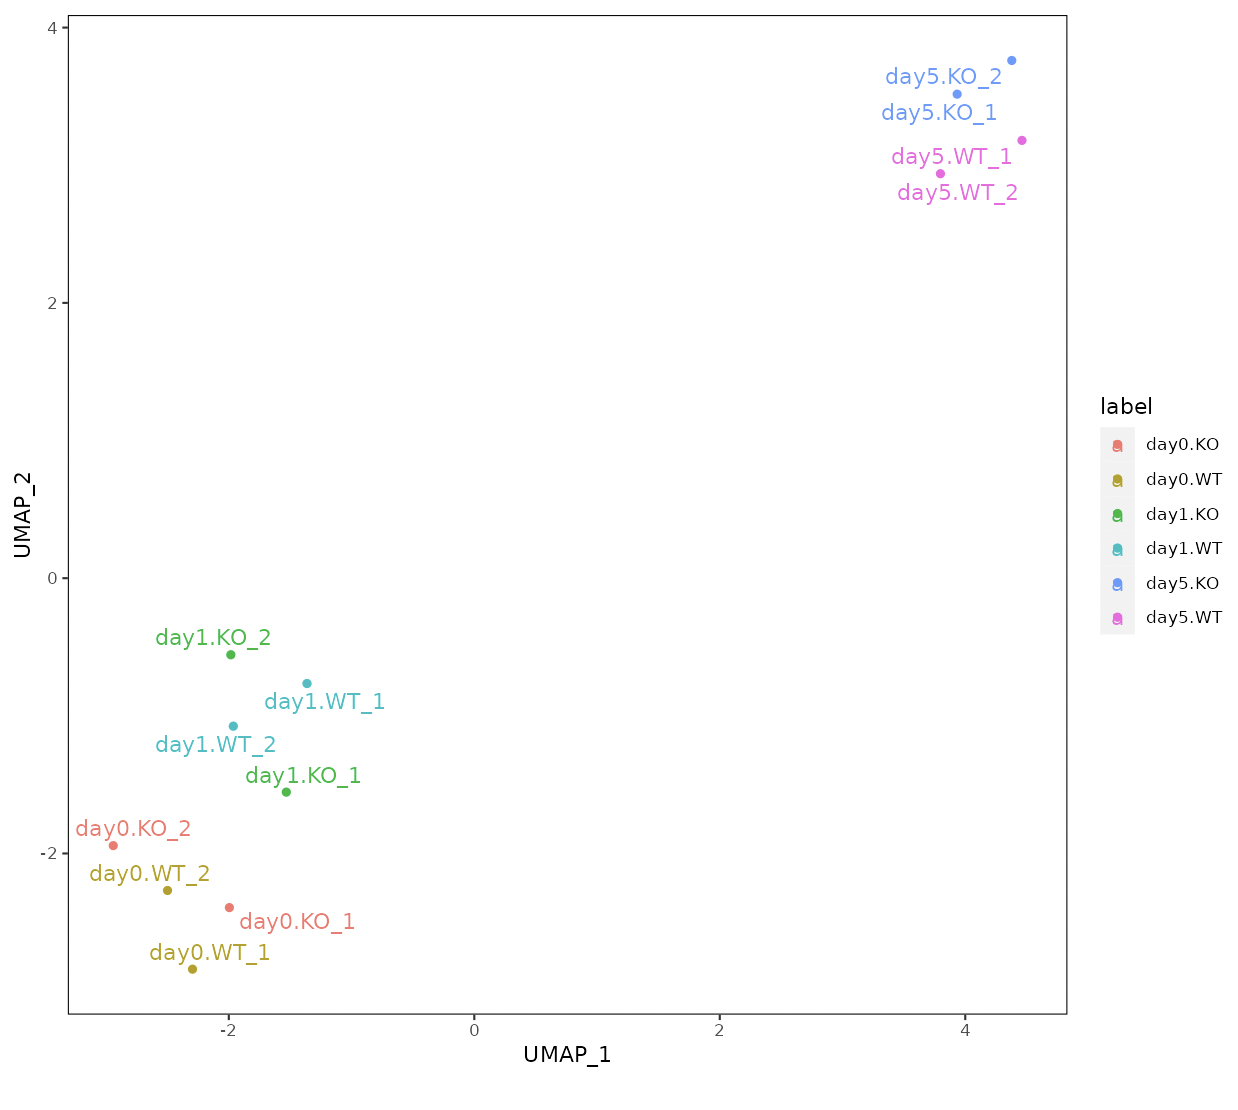 4
day5.KO_2
day5.KO_1
day5.WT_1
day5.WT_2
2
UMAP_2
0
day1.KO_2
day1.WT_1
day1.WT_2
day1.KO_1
day0.KO_2
-2
day0.WT_2
day0.KO_1
day0.WT_1
-2
0
2
4
UMAP_1
label
a day0.KO
a day0.WT
a day1.KO
a day1.WT
a day5.KO
a day5.WT